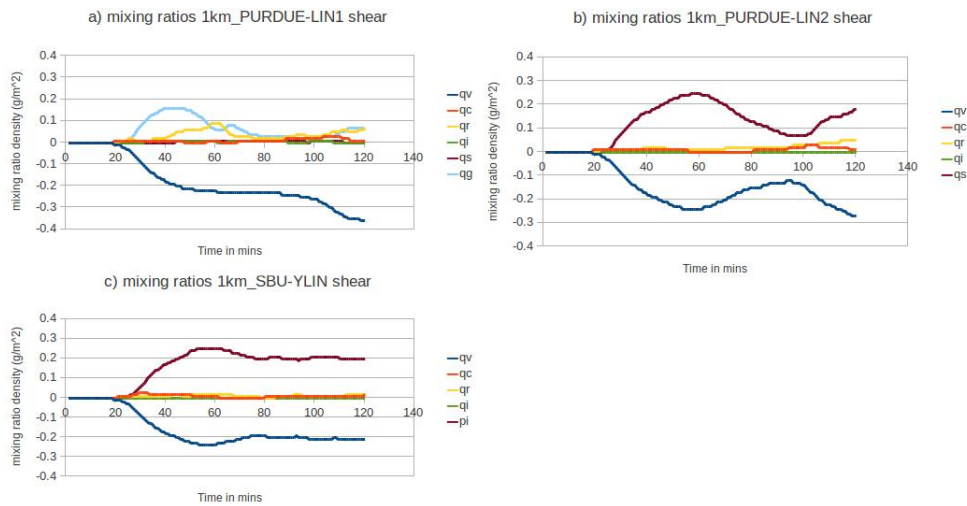 a) mixing ratios 1km_PURDUE-LIN1 shear
mixing ratio density (g/m^2)
0.4
0.3
0.2
0.1
0
-0.1
-0.2
-0.3
-0.4
0 20 40 60 80 100 120 140
Time in mins
qv
qc
qr
qi
qs
qg
b) mixing ratios 1km_PURDUE-LIN2 shear
mixing ratio density (g/m^2)
0.4
0.3
0.2
0.1
0
-0.1
-0.2
-0.3
-0.4
0 20 40 60 80 100 120 140
Time in mins
qv
qc
qr
qi
qs
c) mixing ratios 1km_SBU-YLIN shear
mixing ratio density (g/m^2)
0.4
0.3
0.2
0.1
0
-0.1
-0.2
-0.3
-0.4
0 20 40 60 80 100 120 140
Time in mins
qv
qc
qr
qi
pi